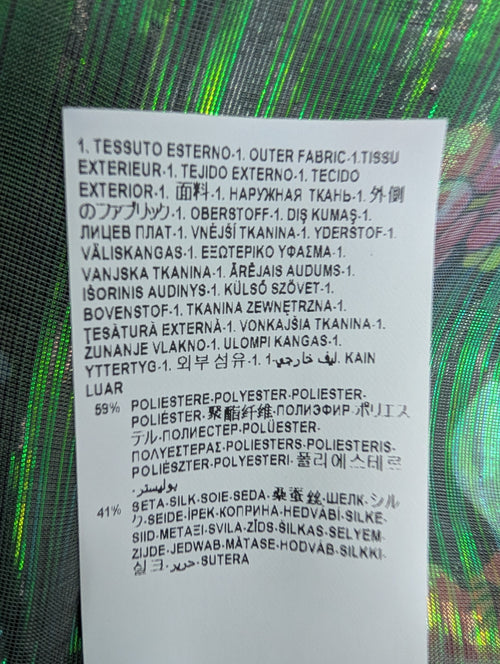 1. TESSUTO ESTERNO-1. OUTER FABRIC-1.TISSU
EXTERIEUR-1. TEJIDO EXTERNO-1. TECIDO
EXTERIOR-1. 面料-1. НАРУЖНАЯ ТКАНЬ-1. 外側
のファブリック-1. OBERSTOFF-1. DIŞ KUMAŞ-1.
ЛИЦЕВ ПЛАТ-1. VNĚJŠÍ TKANINA-1. YDERSTOF-1.
VÄLISKANGAS-1. ΕΞΩΤΕΡΙΚΟ ΥΦΑΣΜΑ-1.
VANJSKA TKANINA-1. ĀRĒJAIS AUDUMS-1.
IŠORINIS AUDINYS-1. KÜLSŐ SZÖVET-1.
BOVENSTOF-1. TKANINA ZEWNĘTRZNA-1.
ŢESĂTURĂ EXTERNĂ-1. VONKAJŠIA TKANINA-1.
ZUNANJE VLAKNO-1. ULOMPI KANGAS-1.
YTTERTYG-1. 외부 섬유-1 ليف خارجي.1. KAIN
LUAR
59% POLIESTERE-POLYESTER-POLIESTER-
POLIÉSTER-聚酯纤维-ПОЛИЭФИР-ポリエス
テル-ПОЛИЕСТЕР-POLÜESTER-
ΠΟΛΥΕΣΤΕΡΑΣ-POLIESTERS-POLIESTERIS-
POLIÉSZTER-POLYESTERI-폴리에스테르
-بوليستر
41% SETA-SILK-SOIE-SEDA-桑蚕丝-ШЕЛК-シル
ク-SEIDE-İPEK-КОПРИНА-HEDVÁBÍ-SILKE-
SIID-ΜΕΤΑΞΙ-SVILA-ZĪDS-ŠILKAS-SELYEM-
ZIJDE-JEDWAB-MĂTASE-HODVÁB-SILKKI-
실크-حرير-SUTERA